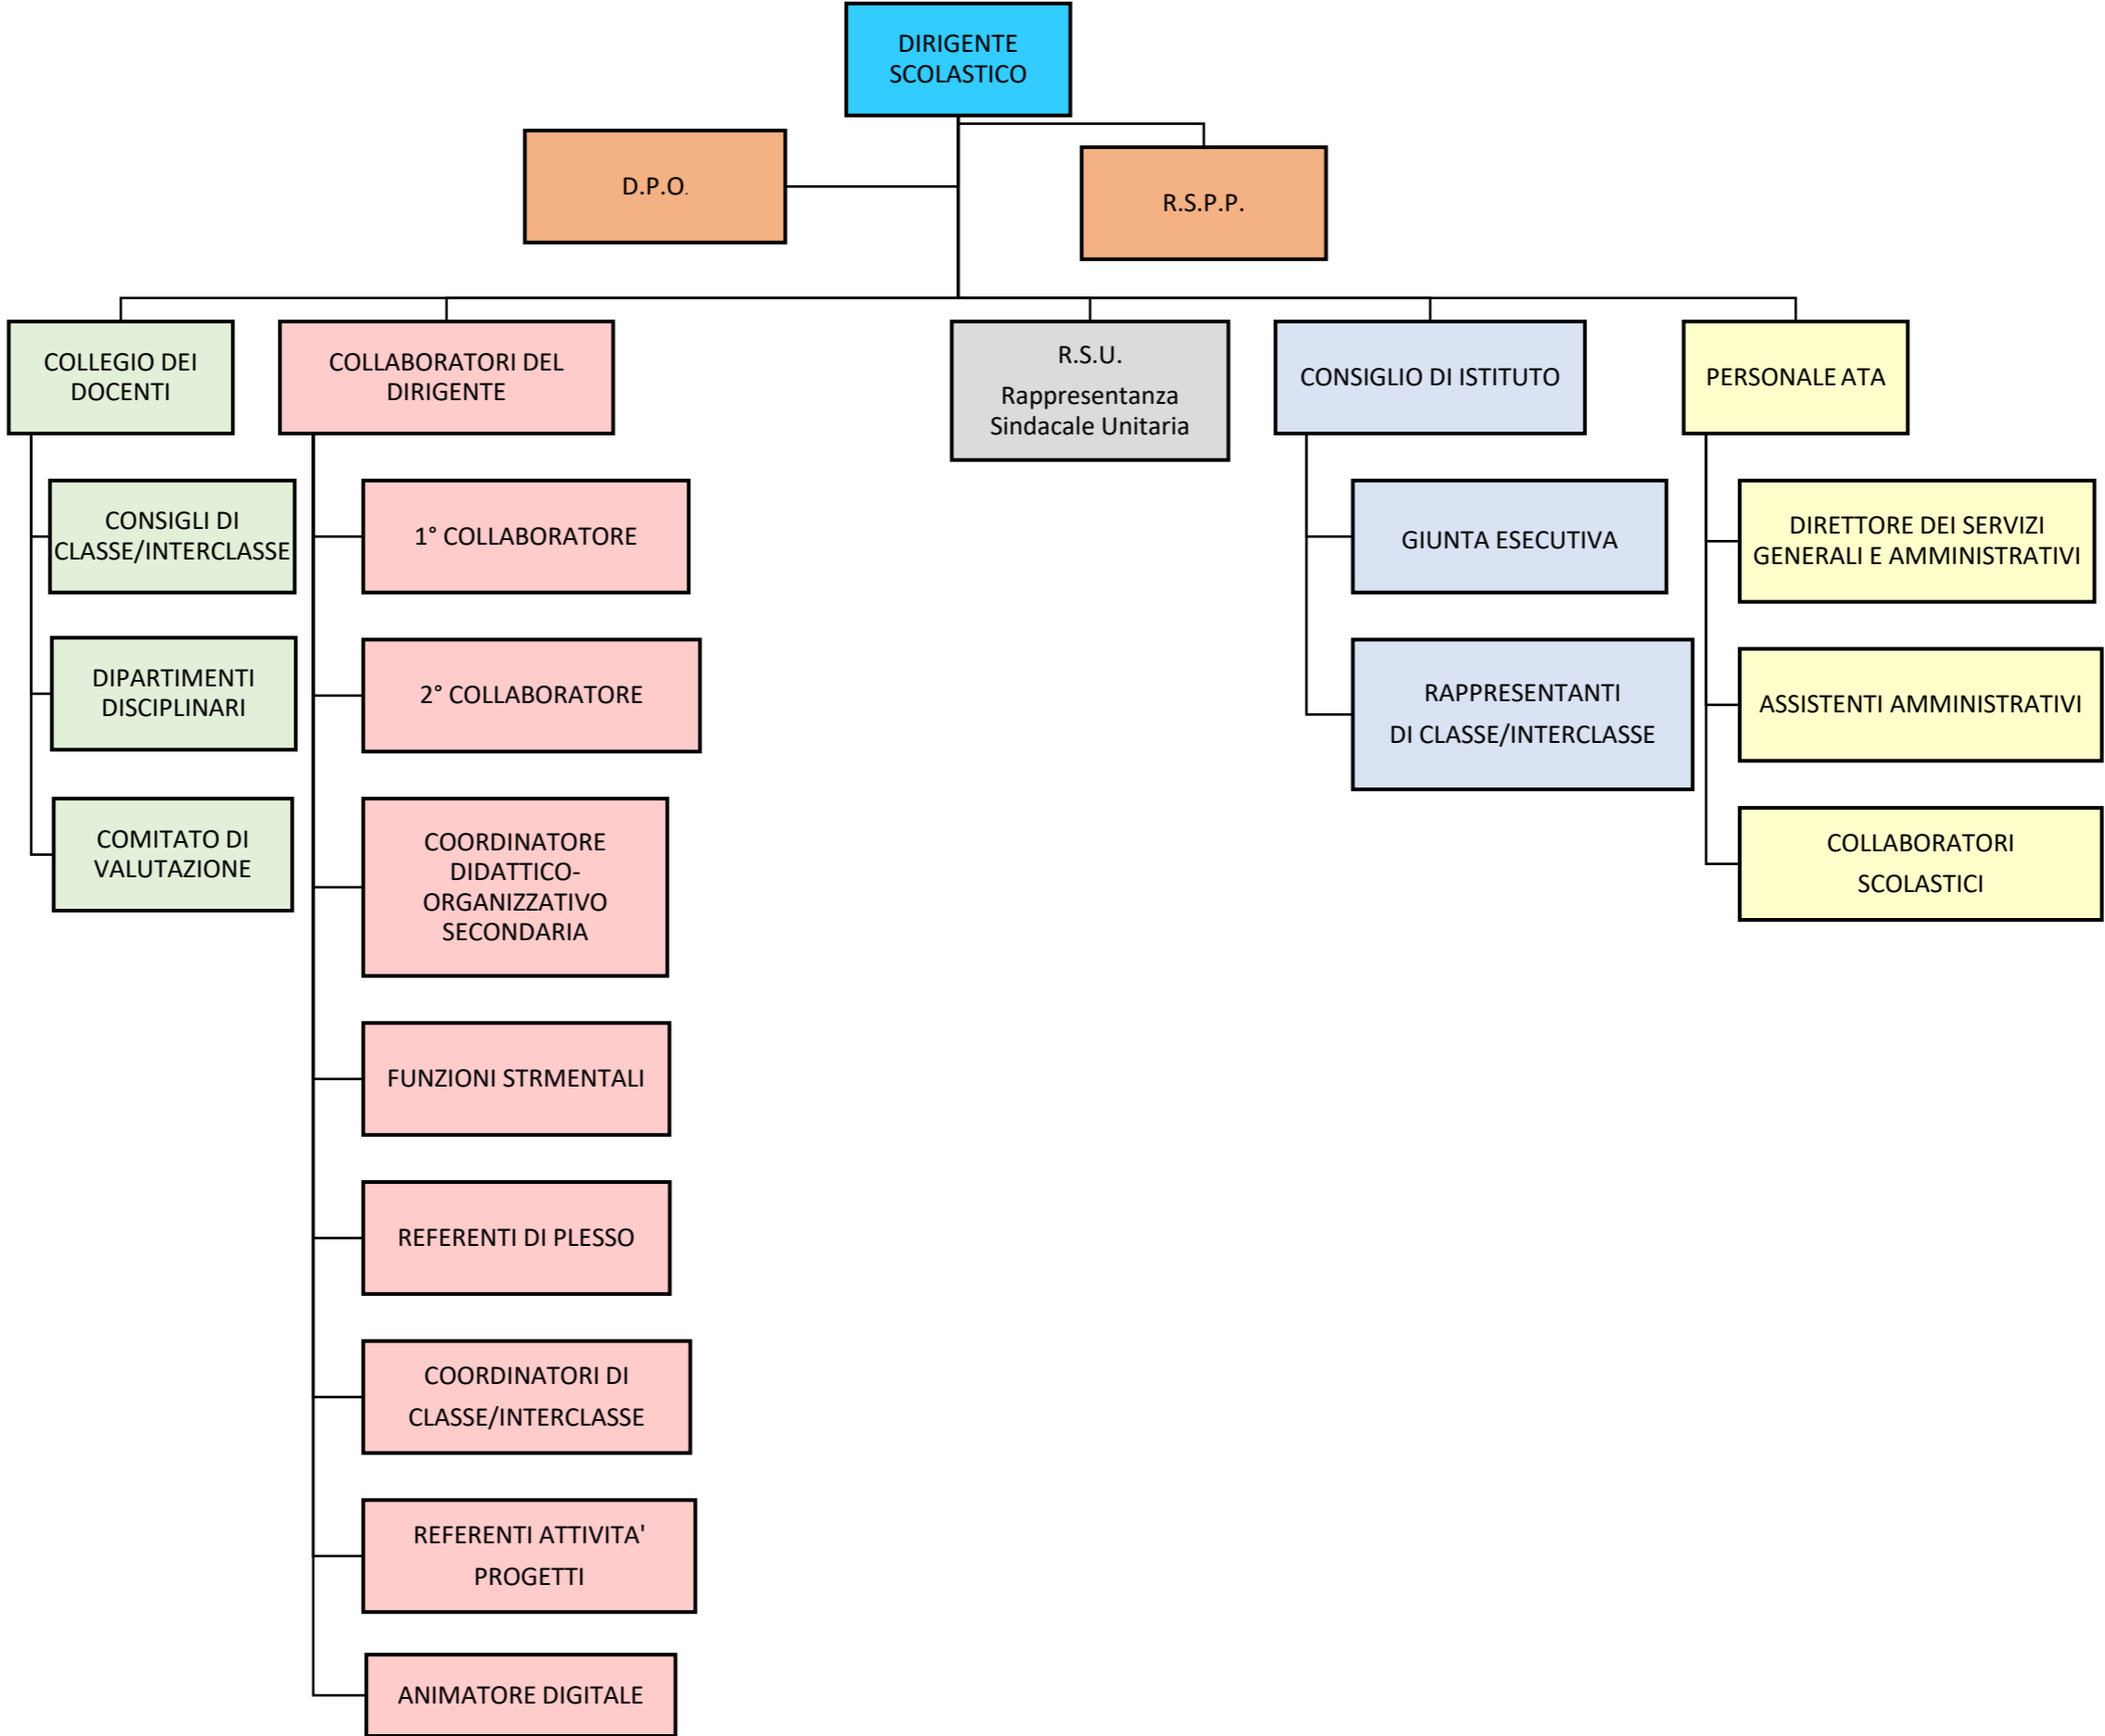 DIRIGENTE
SCOLASTICO
D.P.O.
R.S.P.P.
COLLEGIO DEI
DOCENTI
COLLABORATORI DEL
DIRIGENTE
R.S.U.
Rappresentanza
Sindacale Unitaria
CONSIGLIO DI ISTITUTO
PERSONALE ATA
CONSIGLI DI
CLASSE/INTERCLASSE
DIPARTIMENTI
DISCIPLINARI
COMITATO DI
VALUTAZIONE
1° COLLABORATORE
2° COLLABORATORE
COORDINATORE
DIDATTICO-
ORGANIZZATIVO
SECONDARIA
FUNZIONI STRMENTALI
REFERENTI DI PLESSO
COORDINATORI DI
CLASSE/INTERCLASSE
REFERENTI ATTIVITA'
PROGETTI
ANIMATORE DIGITALE
GIUNTA ESECUTIVA
RAPPRESENTANTI
DI CLASSE/INTERCLASSE
DIRETTORE DEI SERVIZI
GENERALI E AMMINISTRATIVI
ASSISTENTI AMMINISTRATIVI
COLLABORATORI
SCOLASTICI